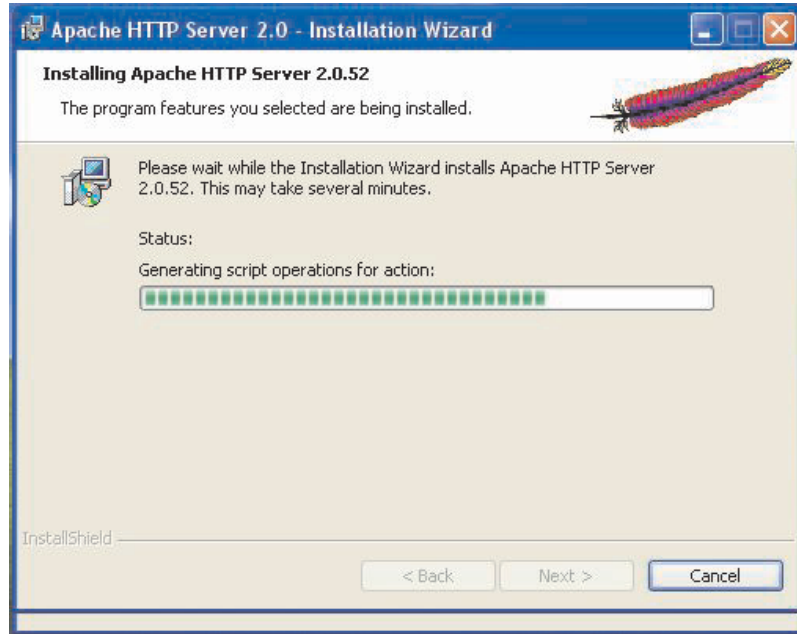 Apache HTTP Server 2.0 - Installation Wizard
Installing Apache HTTP Server 2.0.52
The program features you selected are being installed.
Please wait while the Installation Wizard installs Apache HTTP Server
2.0.52. This may take several minutes.
Status:
Generating script operations for action:
InstallShield
< Back Next > Cancel